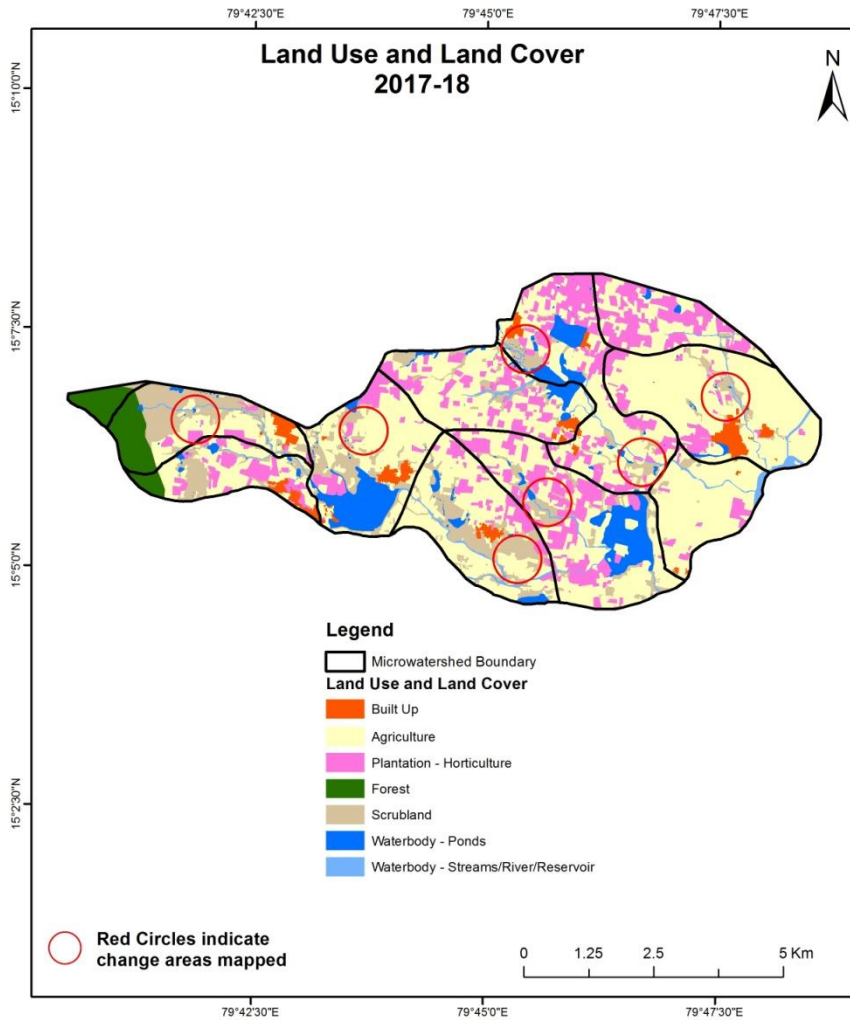 79°42'30"E
79°45'0"E
79°47'30"E
Land Use and Land Cover
2017-18
N
15°10'0"N
15°7'30"N
15°5'0"N
15°2'30"N
Legend
Microwatershed Boundary
Land Use and Land Cover
Built Up
Agriculture
Plantation - Horticulture
Forest
Scrubland
Waterbody - Ponds
Waterbody - Streams/River/Reservoir
Red Circles indicate
change areas mapped
0 1.25 2.5 5 Km
79°42'30"E
79°45'0"E
79°47'30"E